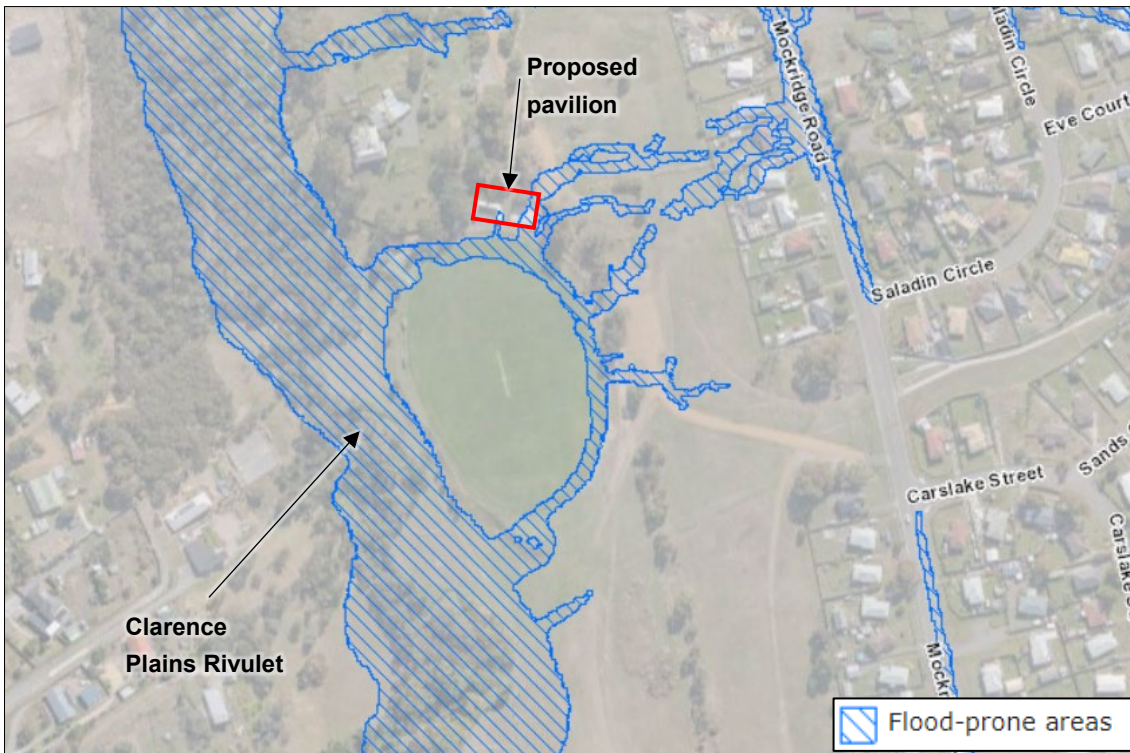 Proposed
pavilion
Mockridge Road
Saladin Circle
Eve Court
Saladin Circle
Carslake Street
Sands
Carslake
Mockr
Clarence
Plains Rivulet
Flood-prone areas